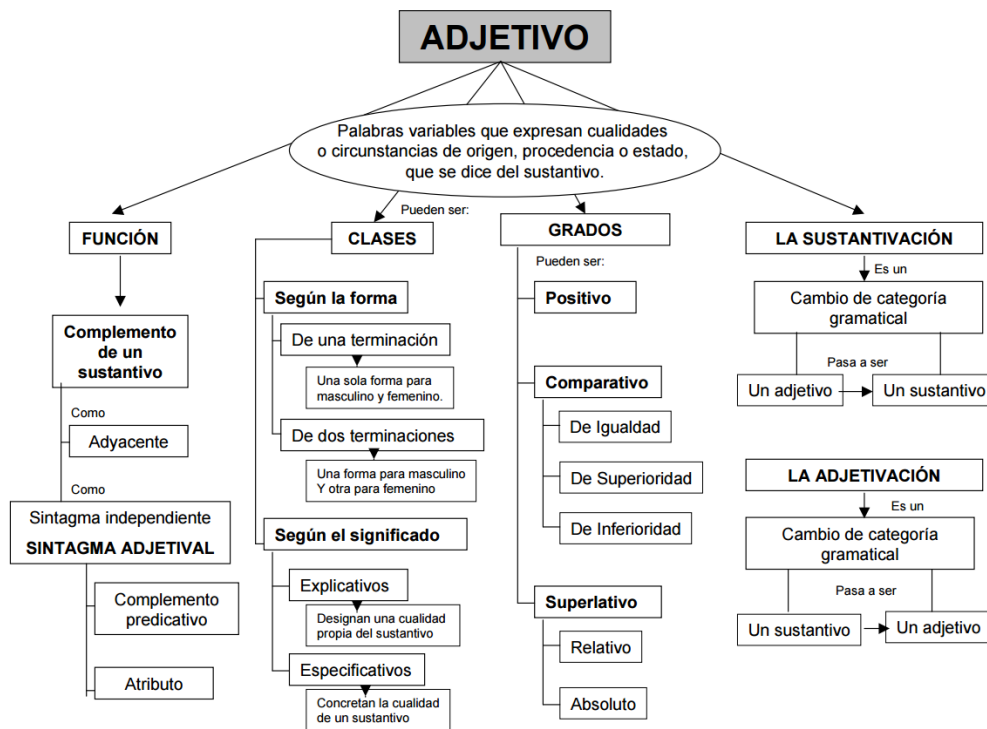 ADJETIVO
Palabras variables que expresan cualidades
o circunstancias de origen, procedencia o estado,
que se dice del sustantivo.
FUNCIÓN
Complemento
de un
sustantivo
Como
Adyacente
Como
Sintagma independiente
SINTAGMA ADJETIVAL
Complemento
predicativo
Atributo
Pueden ser:
CLASES
Según la forma
De una terminación
Una sola forma para
masculino y femenino.
De dos terminaciones
Una forma para masculino
Y otra para femenino
Según el significado
Explicativos
Designan una cualidad
propia del sustantivo
Especificativos
Concretan la cualidad
de un sustantivo
GRADOS
Pueden ser:
Positivo
Comparativo
De Igualdad
De Superioridad
De Inferioridad
Superlativo
Relativo
Absoluto
LA SUSTANTIVACIÓN
Es un
Cambio de categoría
gramatical
Pasa a ser
Un adjetivo
Un sustantivo
LA ADJETIVACIÓN
Es un
Cambio de categoría
gramatical
Pasa a ser
Un sustantivo
Un adjetivo